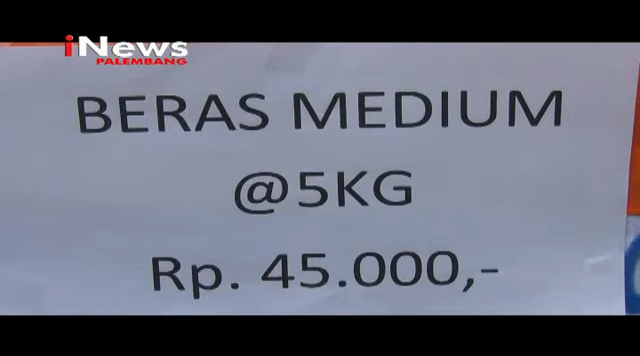 iNews
PALEMBANG
BERAS MEDIUM
@5KG
Rp. 45.000,-